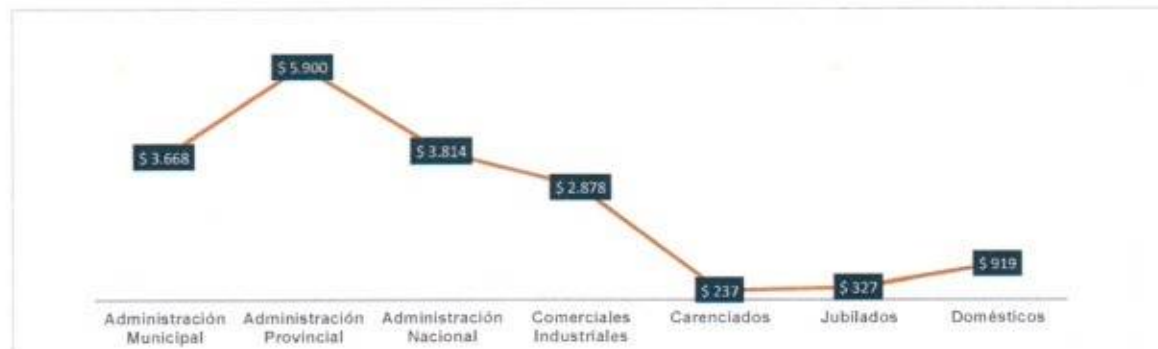 $ 5.900
$ 3.668
$ 3.814
$ 2.878
$ 237
$ 327
$ 919
Administración Municipal
Administración Provincial
Administración Nacional
Comerciales Industriales
Carenciados
Jubilados
Domésticos